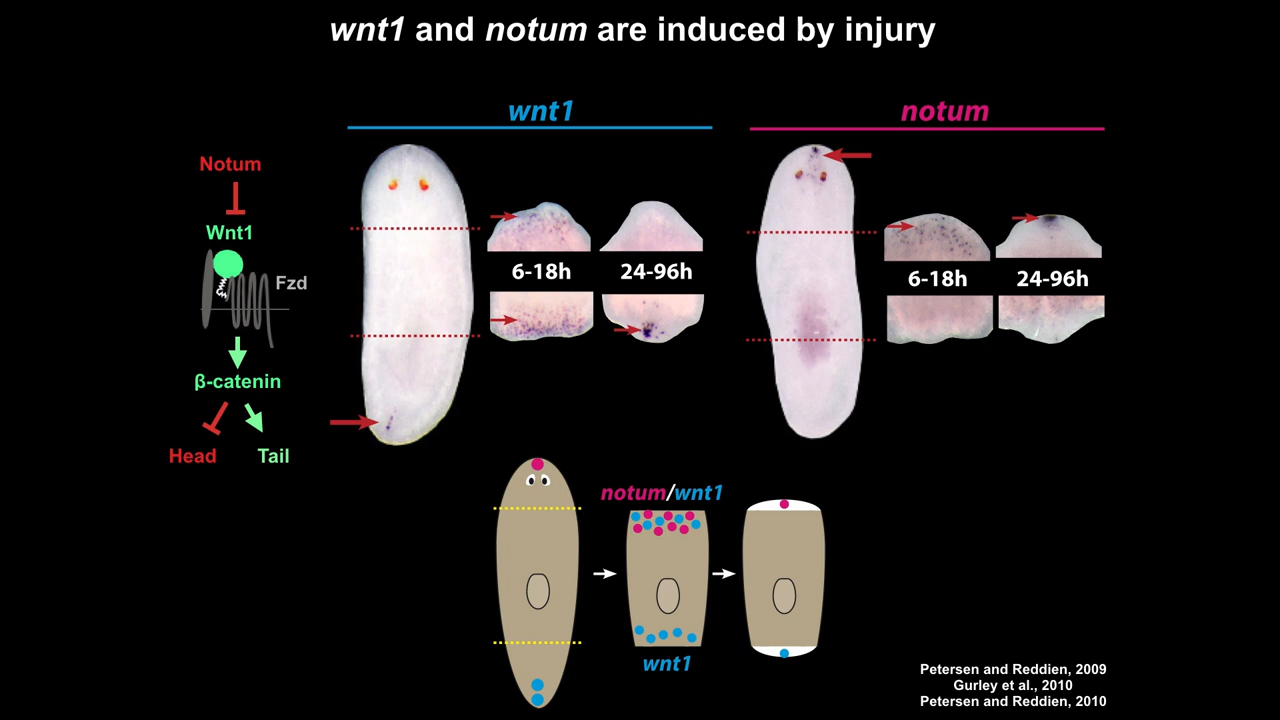 wnt1 and notum are induced by injury
wnt1
notum
Notum
Wnt1
Fzd
β-catenin
Head
Tail
6-18h
24-96h
6-18h
24-96h
notum/wnt1
wnt1
Petersen and Reddien, 2009
Gurley et al., 2010
Petersen and Reddien, 2010